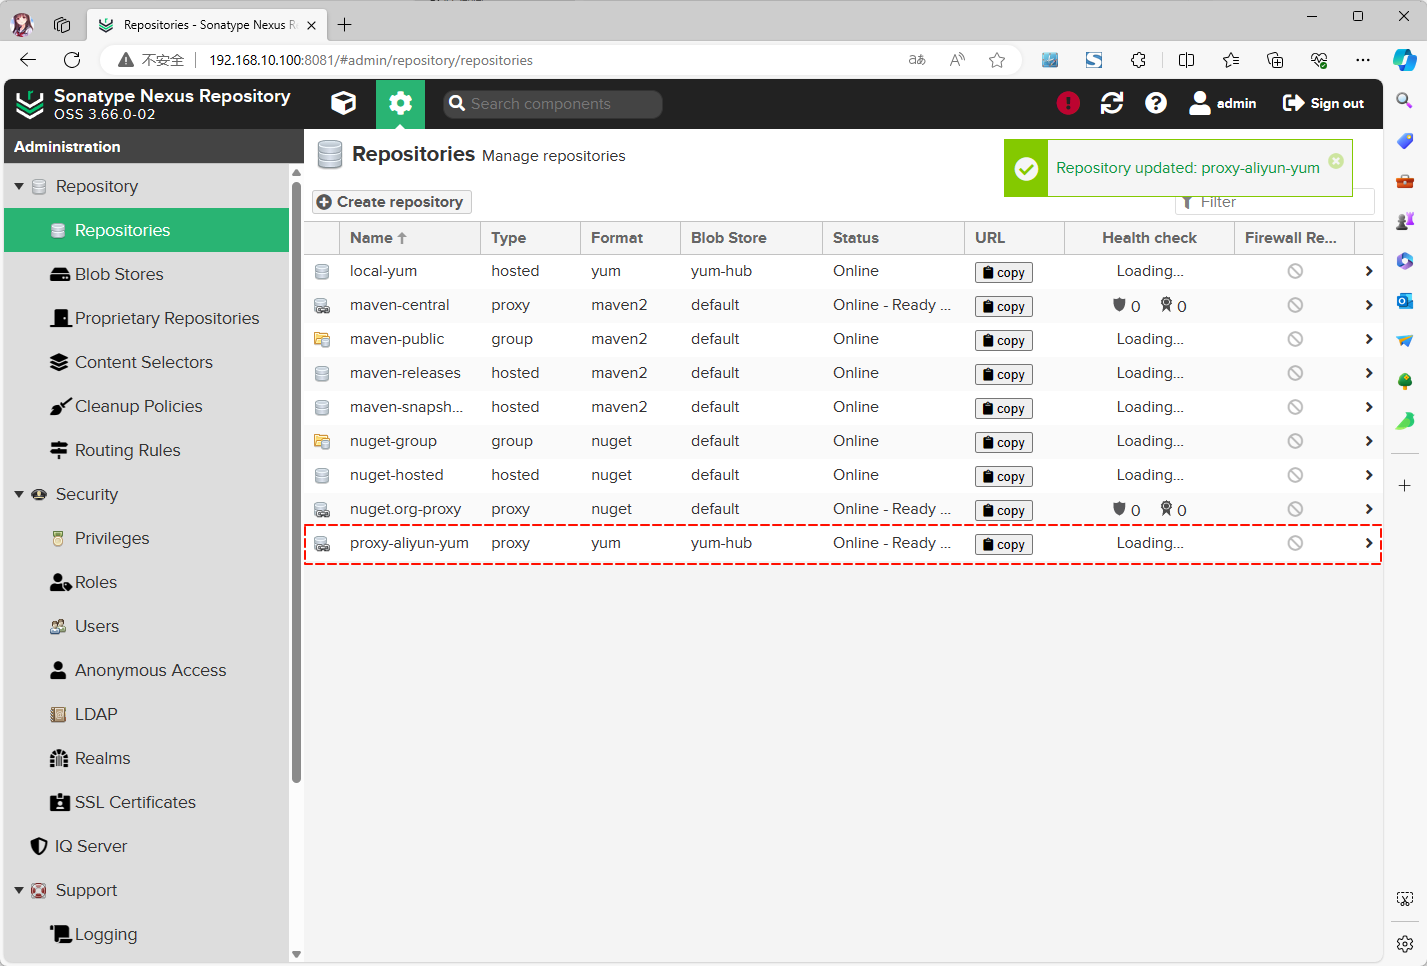 Repositories - Sonatype Nexus R
不安全
192.168.10.100:8081/#admin/repository/repositories
aあ
Sonatype Nexus Repository
OSS 3.66.0-02
Search components
admin
Sign out
Administration
Repository
Repositories
Blob Stores
Proprietary Repositories
Content Selectors
Cleanup Policies
Routing Rules
Security
Privileges
Roles
Users
Anonymous Access
LDAP
Realms
SSL Certificates
IQ Server
Support
Logging
Repositories Manage repositories
Repository updated: proxy-aliyun-yum
Create repository
Filter
Name Type Format Blob Store Status URL Health check Firewall Re...
local-yum hosted yum yum-hub Online copy Loading...
maven-central proxy maven2 default Online - Ready ... copy 0 0
maven-public group maven2 default Online copy Loading...
maven-releases hosted maven2 default Online copy Loading...
maven-snapsh... hosted maven2 default Online copy Loading...
nuget-group group nuget default Online copy Loading...
nuget-hosted hosted nuget default Online copy Loading...
nuget.org-proxy proxy nuget default Online - Ready ... copy 0 0
proxy-aliyun-yum proxy yum yum-hub Online - Ready ... copy Loading...